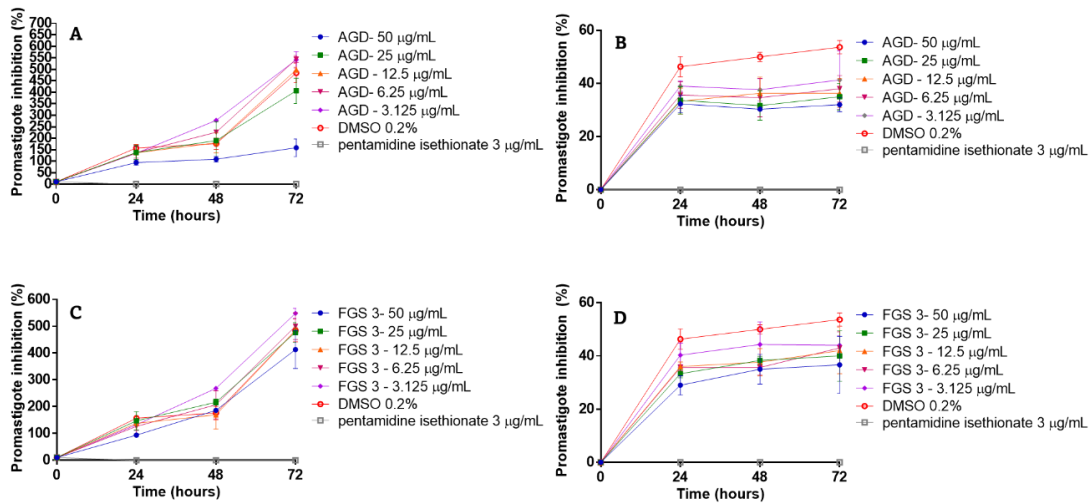 A
Promastigote inhibition (%)
700
650
600
550
500
450
400
350
300
250
200
150
100
50
0
0 24 48 72
Time (hours)
AGD- 50 µg/mL
AGD- 25 µg/mL
AGD - 12.5 µg/mL
AGD- 6.25 µg/mL
AGD - 3.125 µg/mL
DMSO 0.2%
pentamidine isethionate 3 µg/mL
B
Promastigote inhibition (%)
60
40
20
0
0 24 48 72
Time (hours)
AGD- 50 µg/mL
AGD- 25 µg/mL
AGD - 12.5 µg/mL
AGD- 6.25 µg/mL
AGD - 3.125 µg/mL
DMSO 0.2%
pentamidine isethionate 3 µg/mL
C
Promastigote inibition (%)
600
500
400
300
200
100
0
0 24 48 72
Time (hours)
FGS 3- 50 µg/mL
FGS 3- 25 µg/mL
FGS 3 - 12.5 µg/mL
FGS 3- 6.25 µg/mL
FGS 3 - 3.125 µg/mL
DMSO 0.2%
pentamidine isethionate 3 µg/mL
D
Promastigote inibition (%)
60
40
20
0
0 24 48 72
Time (hours)
FGS 3- 50 µg/mL
FGS 3- 25 µg/mL
FGS 3 - 12.5 µg/mL
FGS 3- 6.25 µg/mL
FGS 3 - 3.125 µg/mL
DMSO 0.2%
pentamidine isethionate 3 µg/mL